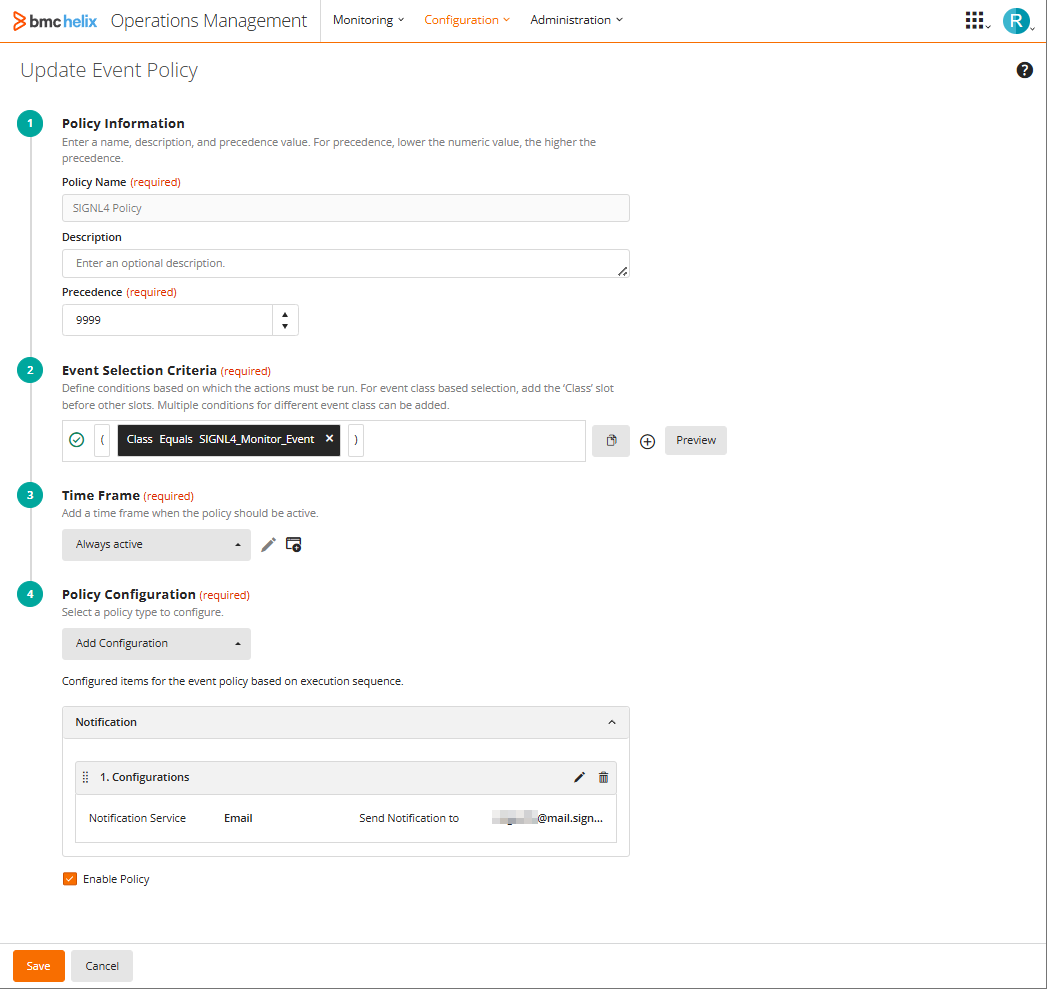 bmc helix Operations Management Monitoring Configuration Administration R
Update Event Policy ?
1 Policy Information
Enter a name, description, and precedence value. For precedence, lower the numeric value, the higher the
precedence.
Policy Name (required)
SIGNL4 Policy
Description
Enter an optional description.
Precedence (required)
9999
2 Event Selection Criteria (required)
Define conditions based on which the actions must be run. For event class based selection, add the ‘Class’ slot
before other slots. Multiple conditions for different event class can be added.
( Class Equals SIGNL4_Monitor_Event × ) Preview
3 Time Frame (required)
Add a time frame when the policy should be active.
Always active
4 Policy Configuration (required)
Select a policy type to configure.
Add Configuration
Configured items for the event policy based on execution sequence.
Notification
1. Configurations
Notification Service Email Send Notification to @mail.sign...
Enable Policy
Save Cancel